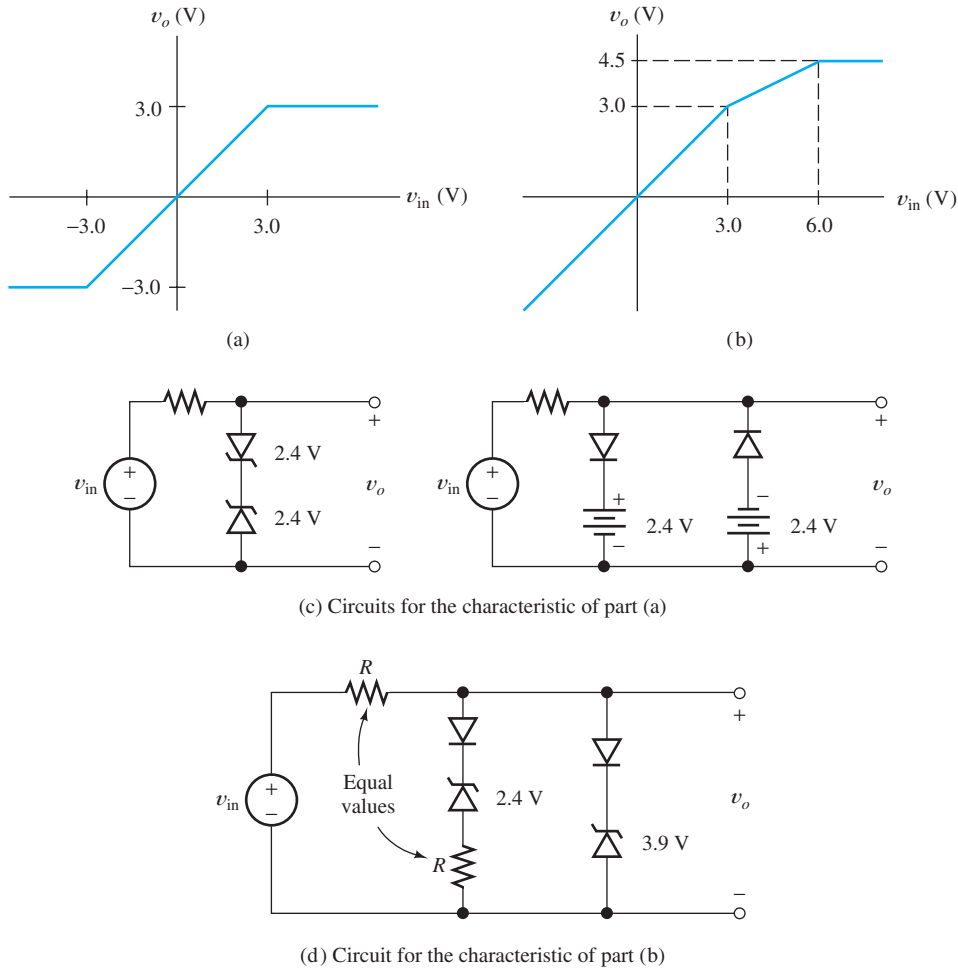 v_o (V)
3.0
v_in (V)
−3.0
3.0
−3.0
(a)
v_o (V)
4.5
3.0
v_in (V)
3.0
6.0
(b)
+
2.4 V
+
v_in
−
v_o
2.4 V
−
+
+
v_in
−
+
2.4 V
−
−
2.4 V
+
v_o
−
(c) Circuits for the characteristic of part (a)
R
+
Equal
values
+
v_in
−
2.4 V
v_o
R
3.9 V
−
(d) Circuit for the characteristic of part (b)